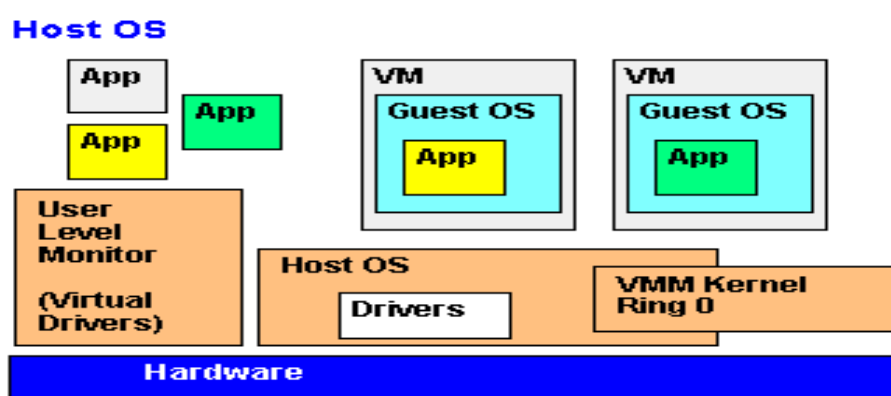 Host OS
App
App
App
VM
Guest OS
App
VM
Guest OS
App
User
Level
Monitor
(Virtual
Drivers)
Host OS
Drivers
VMM Kernel
Ring 0
Hardware